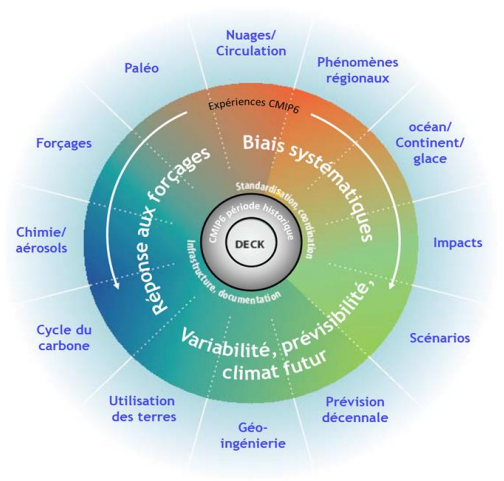 Nuages/
Circulation
Phénomènes
régionaux
océan/
Continent/
glace
Impacts
Scénarios
Prévision
décennale
Géo-
ingénierie
Utilisation
des terres
Cycle du
carbone
Chimie/
aérosols
Forçages
Paléo
Expériences CMIP6
Biais systématiques
Réponse aux forçages
Variabilité, prévisibilité,
climat futur
Standardisation, coordination
Infrastructure, documentation
CMIP6 période historique
DECK